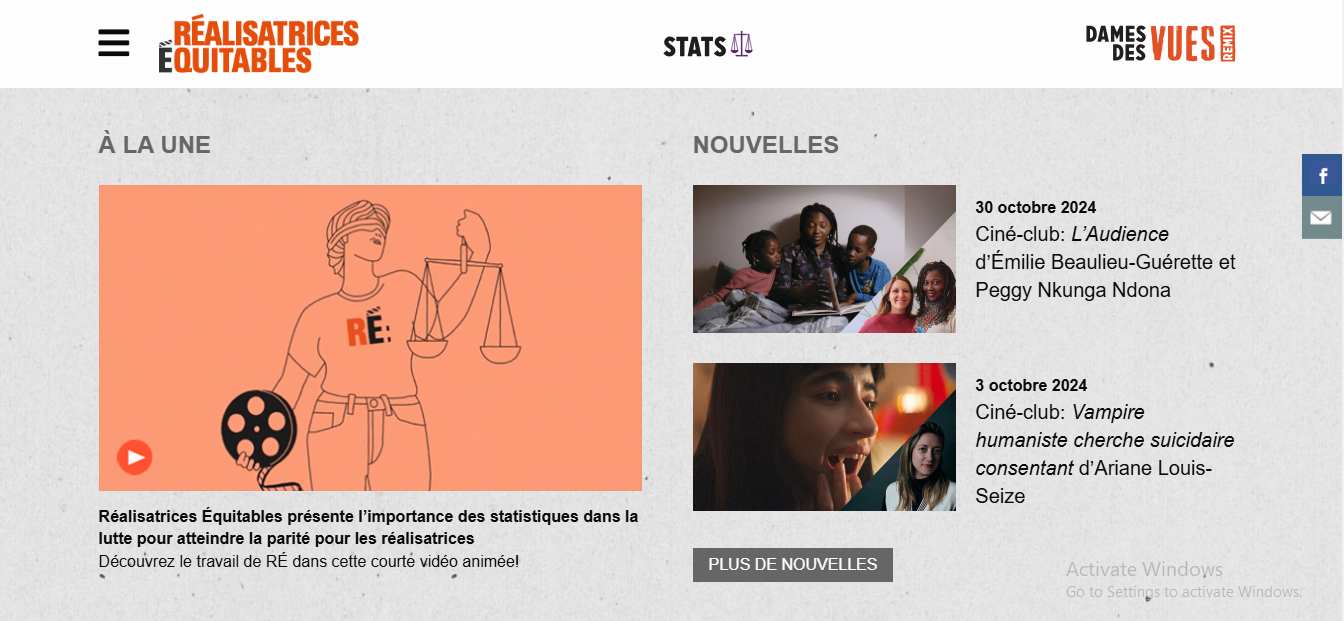 RÉALISATRICES
ÉQUITABLES
STATS
DAMES
DES
VUES
REMIX
À LA UNE
RÉ:
Réalisatrices Équitables présente l’importance des statistiques dans la
lutte pour atteindre la parité pour les réalisatrices
Découvrez le travail de RÉ dans cette courte vidéo animée!
NOUVELLES
30 octobre 2024
Ciné-club: L’Audience
d’Émilie Beaulieu-Guérette et
Peggy Nkunga Ndona
3 octobre 2024
Ciné-club: Vampire
humaniste cherche suicidaire
consentant d’Ariane Louis-
Seize
PLUS DE NOUVELLES
f
Activate Windows
Go to Settings to activate Windows.